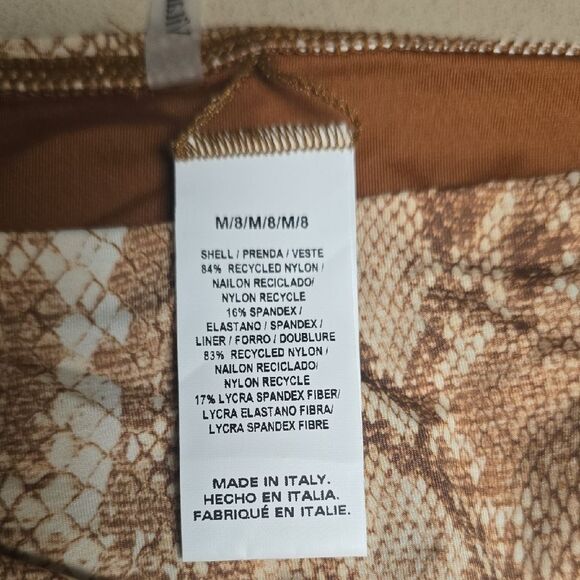 M/8/M/8/M/8
SHELL / PRENDA / VESTE
84% RECYCLED NYLON /
NAILON RECICLADO/
NYLON RECYCLE
16% SPANDEX /
ELASTANO / SPANDEX /
LINER / FORRO / DOUBLURE
83% RECYCLED NYLON /
NAILON RECICLADO/
NYLON RECYCLE
17% LYCRA SPANDEX FIBER/
LYCRA ELASTANO FIBRA/
LYCRA SPANDEX FIBRE
MADE IN ITALY.
HECHO EN ITALIA.
FABRIQUÉ EN ITALIE.